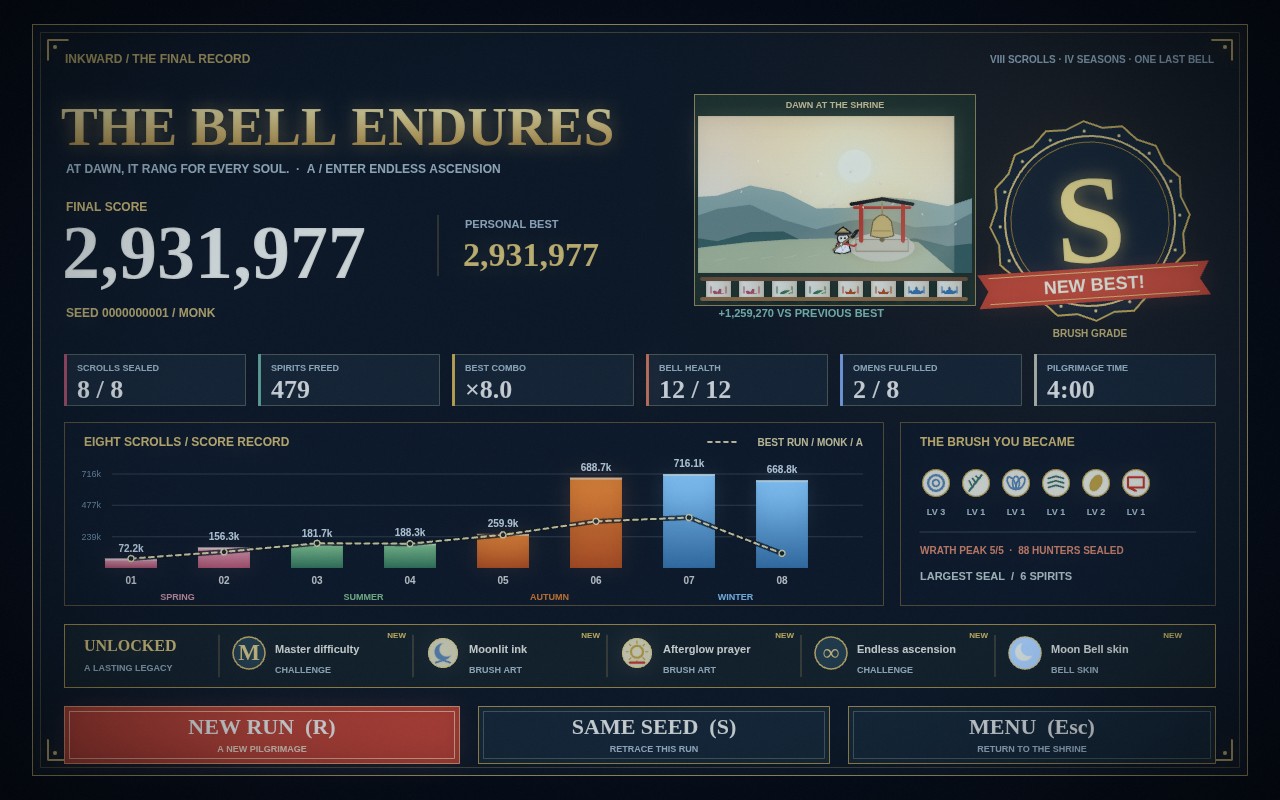 INKWARD / THE FINAL RECORD
VIII SCROLLS · IV SEASONS · ONE LAST BELL
THE BELL ENDURES
AT DAWN, IT RANG FOR EVERY SOUL. · A / ENTER ENDLESS ASCENSION
FINAL SCORE
2,931,977
PERSONAL BEST
2,931,977
SEED 0000000001 / MONK
DAWN AT THE SHRINE
+1,259,270 VS PREVIOUS BEST
S
NEW BEST!
BRUSH GRADE
SCROLLS SEALED
8 / 8
SPIRITS FREED
479
BEST COMBO
×8.0
BELL HEALTH
12 / 12
OMENS FULFILLED
2 / 8
PILGRIMAGE TIME
4:00
EIGHT SCROLLS / SCORE RECORD
BEST RUN / MONK / A
716k
477k
239k
72.2k
156.3k
181.7k
188.3k
259.9k
688.7k
716.1k
668.8k
01 02 03 04 05 06 07 08
SPRING SUMMER AUTUMN WINTER
THE BRUSH YOU BECAME
LV 3 LV 1 LV 1 LV 1 LV 2 LV 1
WRATH PEAK 5/5 · 88 HUNTERS SEALED
LARGEST SEAL / 6 SPIRITS
UNLOCKED
A LASTING LEGACY
NEW
M
Master difficulty
CHALLENGE
NEW
Moonlit ink
BRUSH ART
NEW
Afterglow prayer
BRUSH ART
NEW
∞
Endless ascension
CHALLENGE
NEW
Moon Bell skin
BELL SKIN
NEW RUN (R)
A NEW PILGRIMAGE
SAME SEED (S)
RETRACE THIS RUN
MENU (Esc)
RETURN TO THE SHRINE